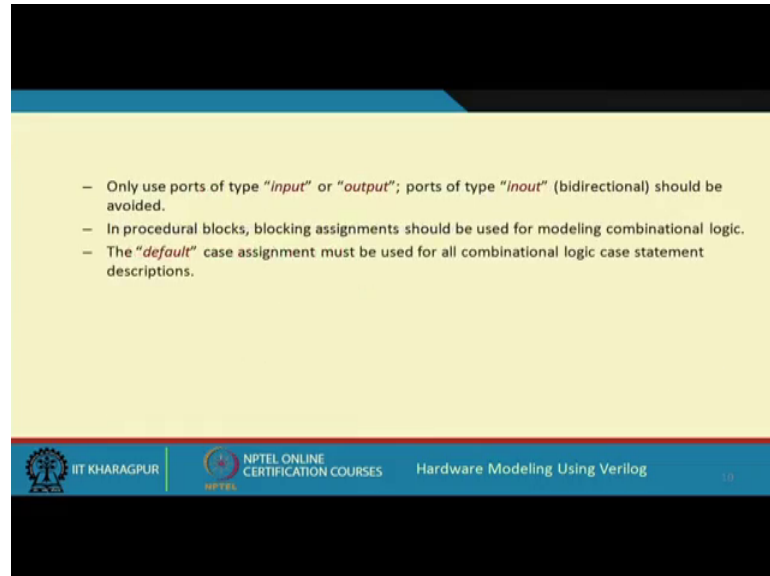 – Only use ports of type “input” or “output”; ports of type “inout” (bidirectional) should be
avoided.
– In procedural blocks, blocking assignments should be used for modeling combinational logic.
– The “default” case assignment must be used for all combinational logic case statement
descriptions.
IIT KHARAGPUR
NPTEL
NPTEL ONLINE
CERTIFICATION COURSES
Hardware Modeling Using Verilog